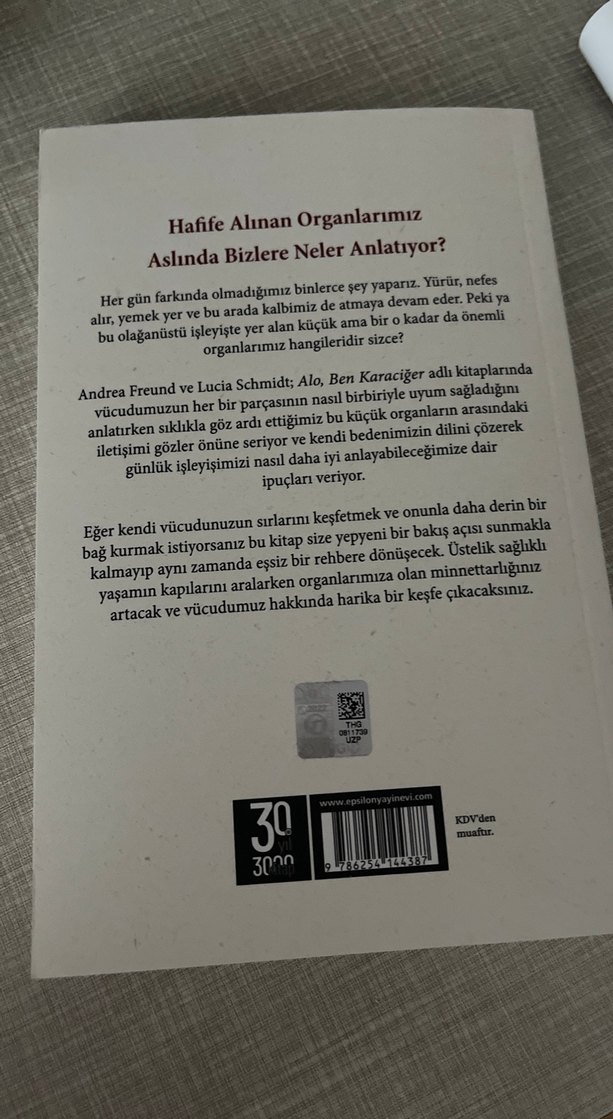 Hafife Alınan Organlarımız
Aslında Bizlere Neler Anlatıyor?
Her gün farkında olmadığımız binlerce şey yaparız. Yürür, nefes
alır, yemek yer ve bu arada kalbimiz de atmaya devam eder. Peki ya
bu olağanüstü işleyişte yer alan küçük ama bir o kadar da önemli
organlarımız hangileridir sizce?
Andrea Freund ve Lucia Schmidt; Alo, Ben Karaciğer adlı kitaplarında
vücudumuzun her bir parçasının nasıl birbiriyle uyum sağladığını
anlatırken sıklıkla göz ardı ettiğimiz bu küçük organların arasındaki
iletişimi gözler önüne seriyor ve kendi bedenimizin dilini çözerek
günlük işleyişimizi nasıl daha iyi anlayabileceğimize dair
ipuçları veriyor.
Eğer kendi vücudunuzun sırlarını keşfetmek ve onunla daha derin bir
bağ kurmak istiyorsanız bu kitap size yepyeni bir bakış açısı sunmakla
kalmayıp aynı zamanda eşsiz bir rehbere dönüşecek. Üstelik sağlıklı
yaşamın kapılarını aralarken organlarımıza olan minnettarlığınız
artacak ve vücudumuz hakkında harika bir keşfe çıkacaksınız.
THG
0811739
UZP
30
yıl
3000
kitap
www.epsilonyayinevi.com
9 786254 144387
KDV'den
muaftır.